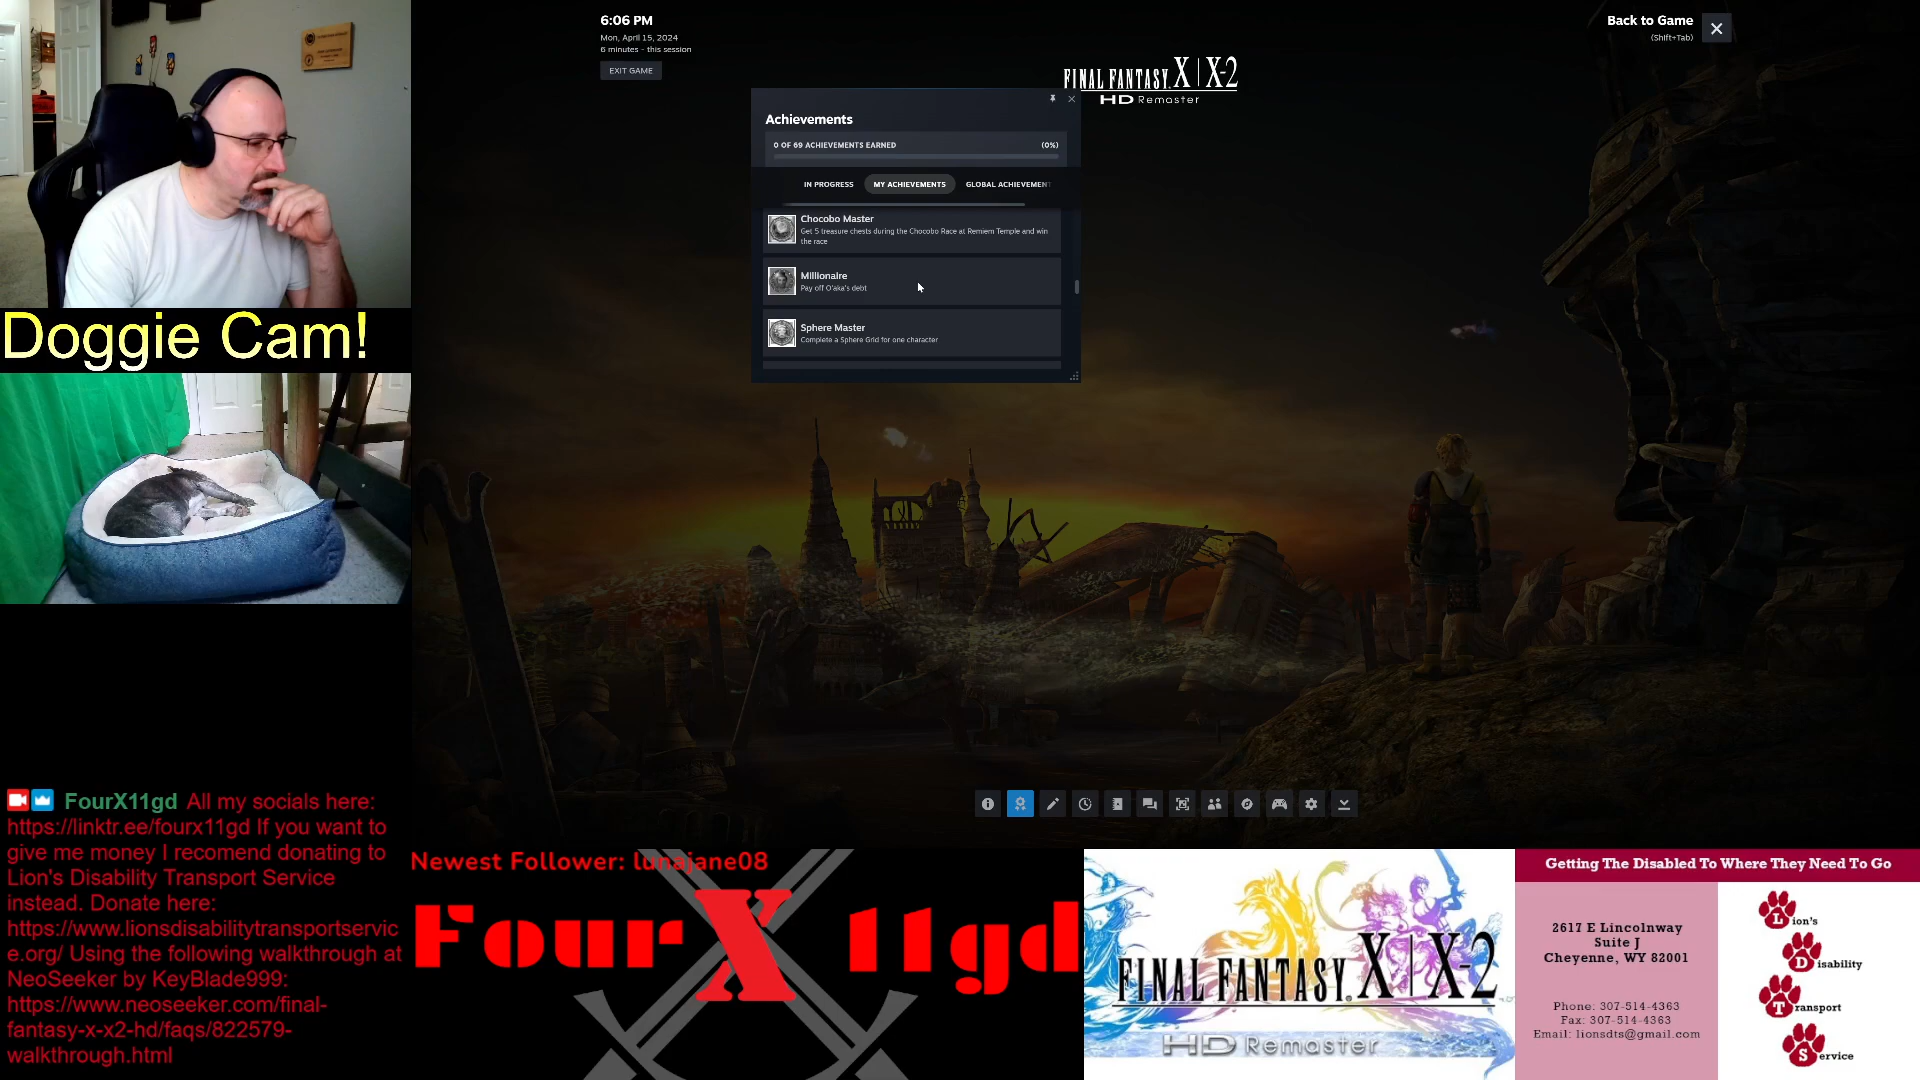 6:06 PM
Mon, April 15, 2024
6 minutes - this session
EXIT GAME
Back to Game
(Shift+Tab)
FINAL FANTASY X | X-2
HD Remaster
Achievements
0 OF 69 ACHIEVEMENTS EARNED (0%)
IN PROGRESS MY ACHIEVEMENTS GLOBAL ACHIEVEMENT
Chocobo Master
Get 5 treasure chests during the Chocobo Race at Remiem Temple and win
the race
Millionaire
Pay off O'aka's debt
Sphere Master
Complete a Sphere Grid for one character
Doggie Cam!
FourX11gd All my socials here:
https://linktr.ee/fourx11gd If you want to
give me money I recomend donating to
Lion's Disability Transport Service
instead. Donate here:
https://www.lionsdisabilitytransportservic
e.org/ Using the following walkthrough at
NeoSeeker by KeyBlade999:
https://www.neoseeker.com/final-
fantasy-x-x2-hd/faqs/822579-
walkthrough.html
Newest Follower: lunajane08
FourX11gd
FINAL FANTASY X | X-2
HD Remaster
Getting The Disabled To Where They Need To Go
2617 E Lincolnway
Suite J
Cheyenne, WY 82001
Phone: 307-514-4363
Fax: 307-514-4363
Email: lionsdts@gmail.com
Lion's
Disability
Transport
Service